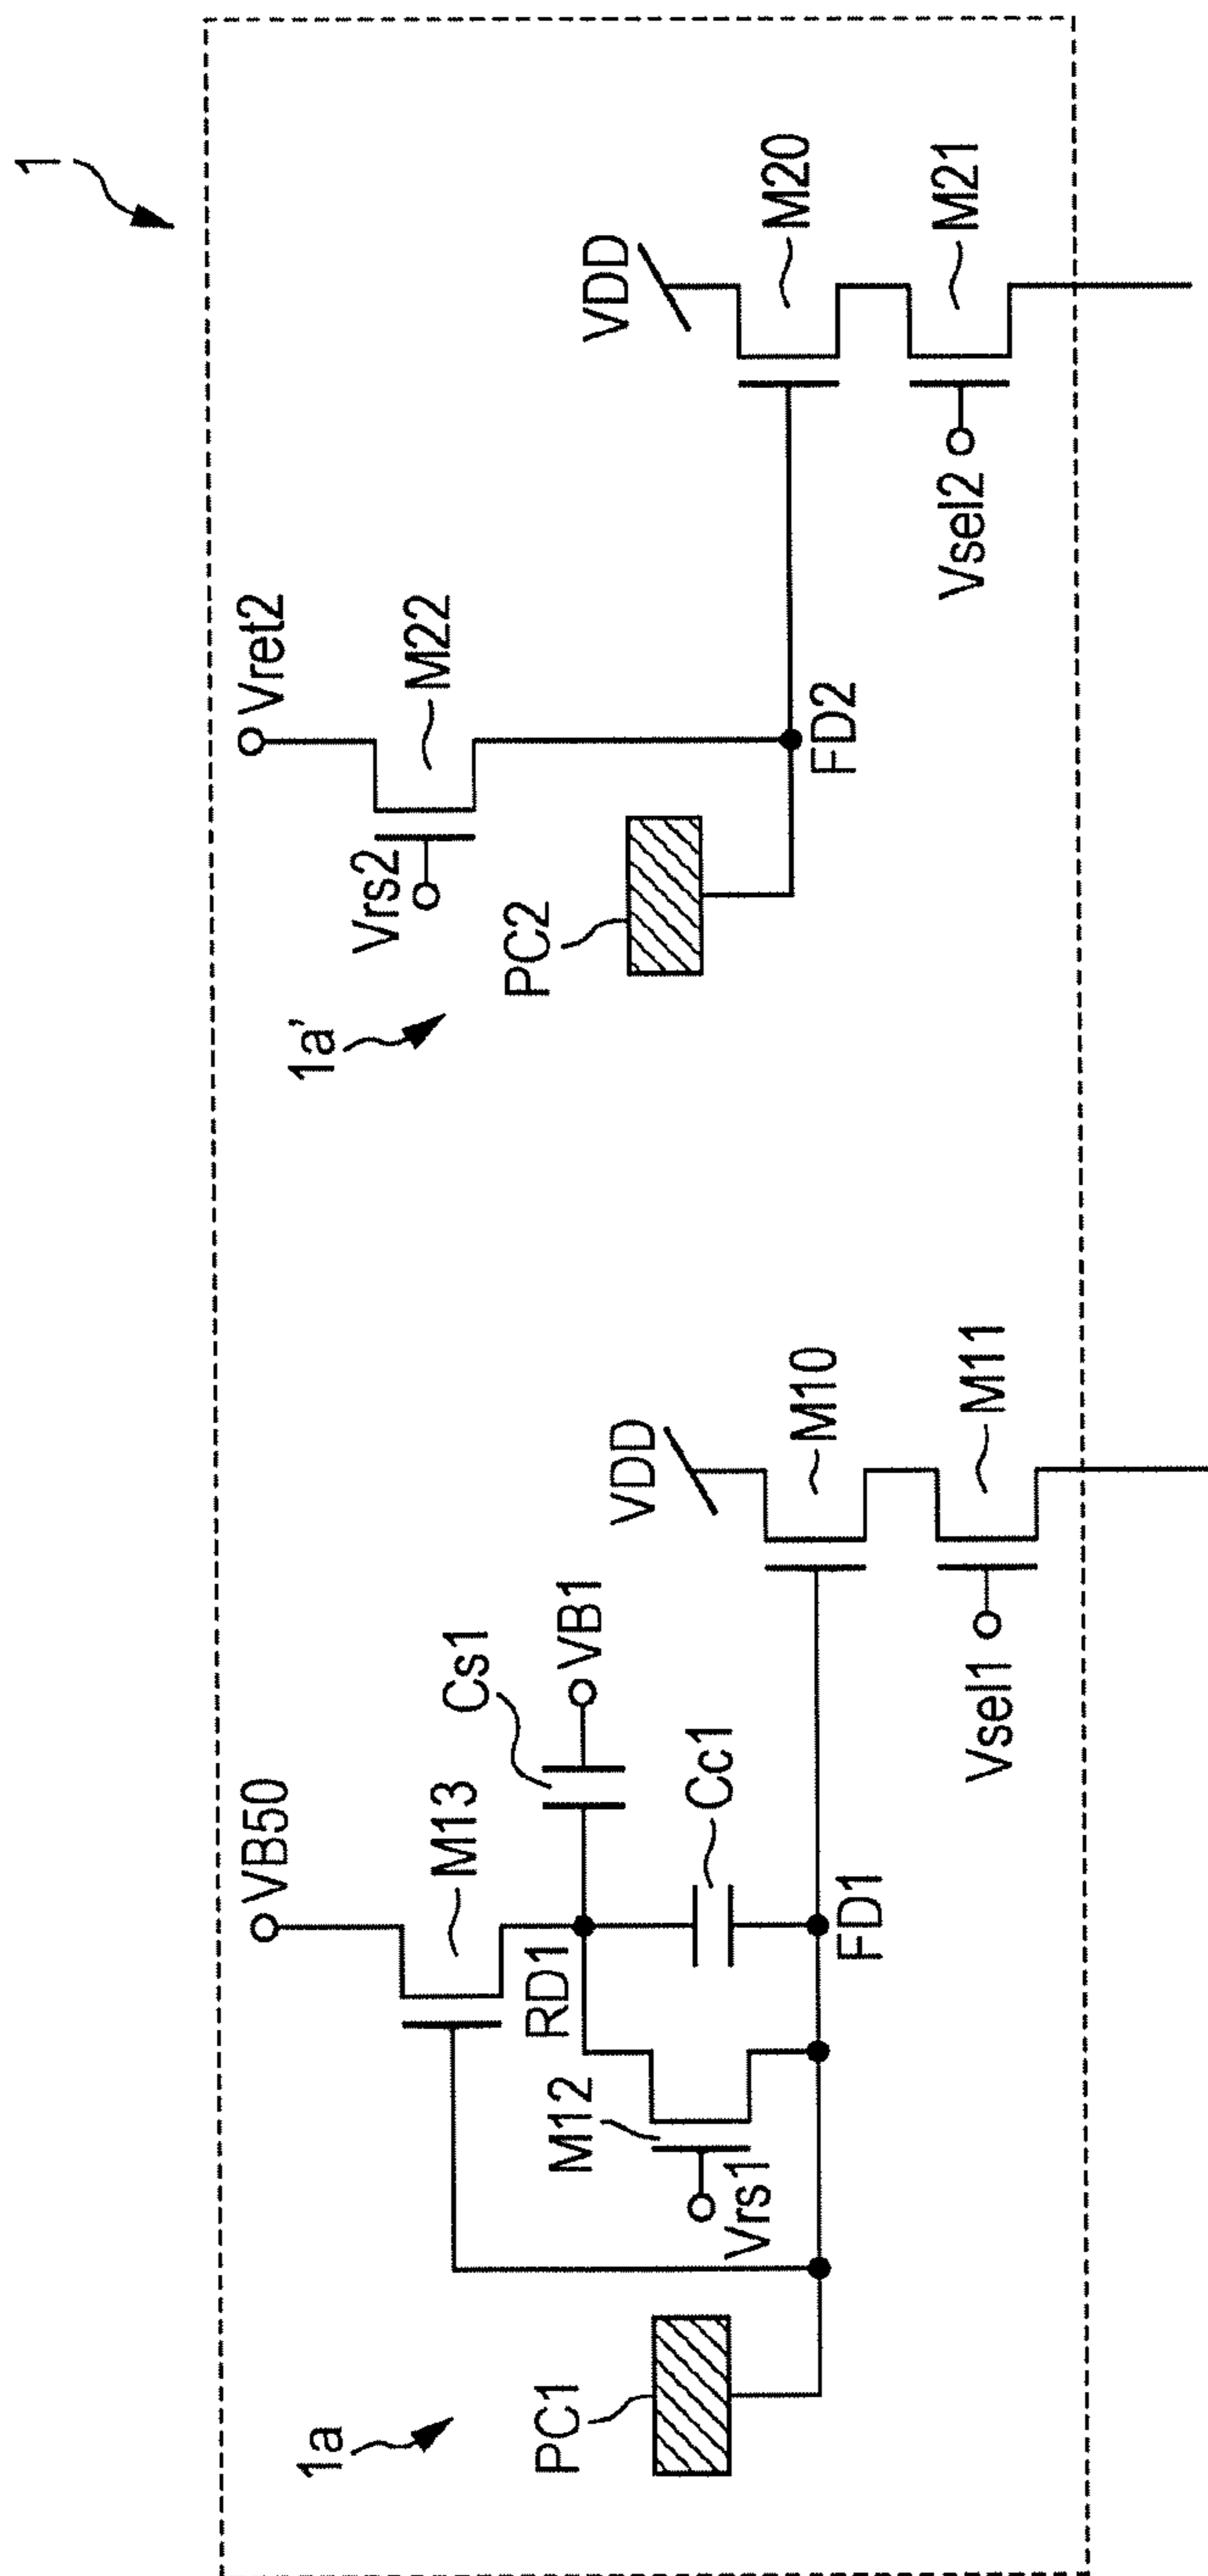 1
1a
VB50
M13
Cs1
VB1
RD1
M12
Vrs1
Cc1
PC1
FD1
VDD
M10
M11
Vsel1
1a'
Vret2
M22
Vrs2
PC2
FD2
VDD
M20
M21
Vsel2